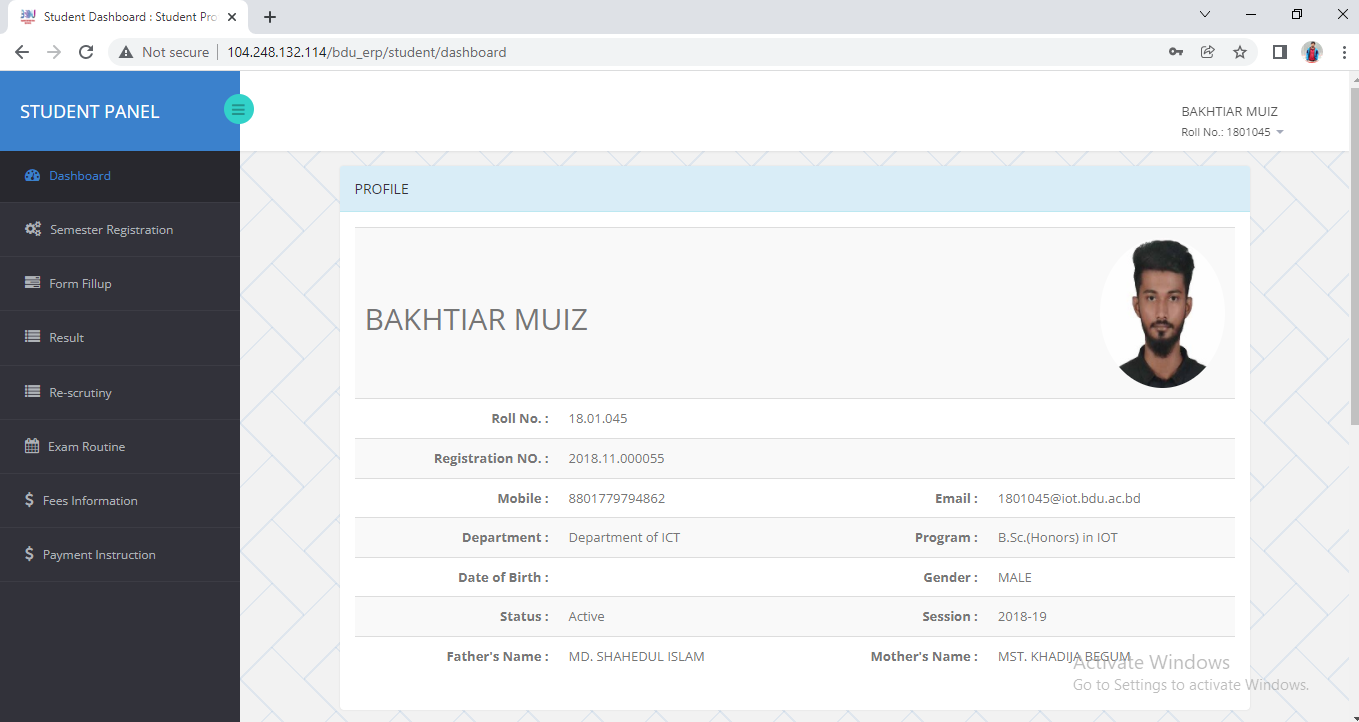 Student Dashboard : Student Pro
Not secure
104.248.132.114/bdu_erp/student/dashboard
STUDENT PANEL
BAKHTIAR MUIZ
Roll No.: 1801045
Dashboard
Semester Registration
Form Fillup
Result
Re-scrutiny
Exam Routine
$ Fees Information
$ Payment Instruction
PROFILE
BAKHTIAR MUIZ
Roll No. : 18.01.045
Registration NO. : 2018.11.000055
Mobile : 8801779794862 Email : 1801045@iot.bdu.ac.bd
Department : Department of ICT Program : B.Sc.(Honors) in IOT
Date of Birth : Gender : MALE
Status : Active Session : 2018-19
Father's Name : MD. SHAHEDUL ISLAM Mother's Name : MST. KHADIJA BEGUM
Activate Windows
Go to Settings to activate Windows.